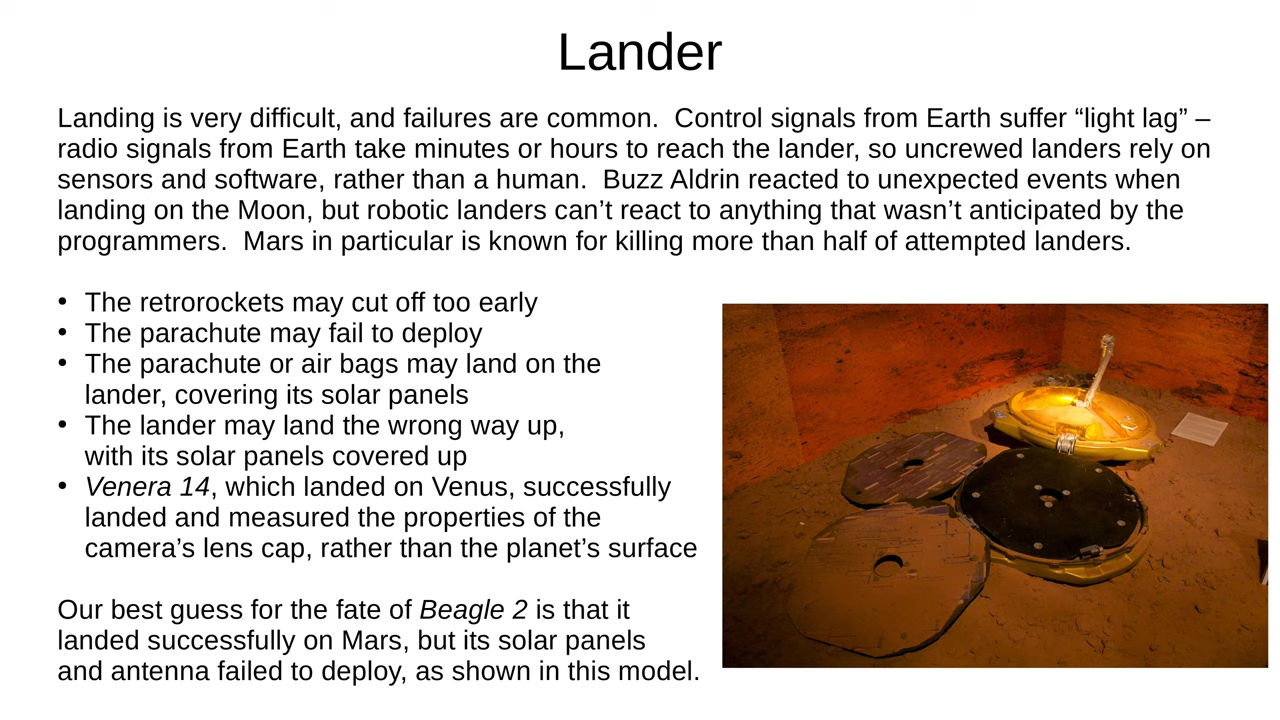 Lander
Landing is very difficult, and failures are common.  Control signals from Earth suffer “light lag” –
radio signals from Earth take minutes or hours to reach the lander, so uncrewed landers rely on
sensors and software, rather than a human.  Buzz Aldrin reacted to unexpected events when
landing on the Moon, but robotic landers can’t react to anything that wasn’t anticipated by the
programmers.  Mars in particular is known for killing more than half of attempted landers.
• The retrorockets may cut off too early
• The parachute may fail to deploy
• The parachute or air bags may land on the
lander, covering its solar panels
• The lander may land the wrong way up,
with its solar panels covered up
• Venera 14, which landed on Venus, successfully
landed and measured the properties of the
camera’s lens cap, rather than the planet’s surface
Our best guess for the fate of Beagle 2 is that it
landed successfully on Mars, but its solar panels
and antenna failed to deploy, as shown in this model.